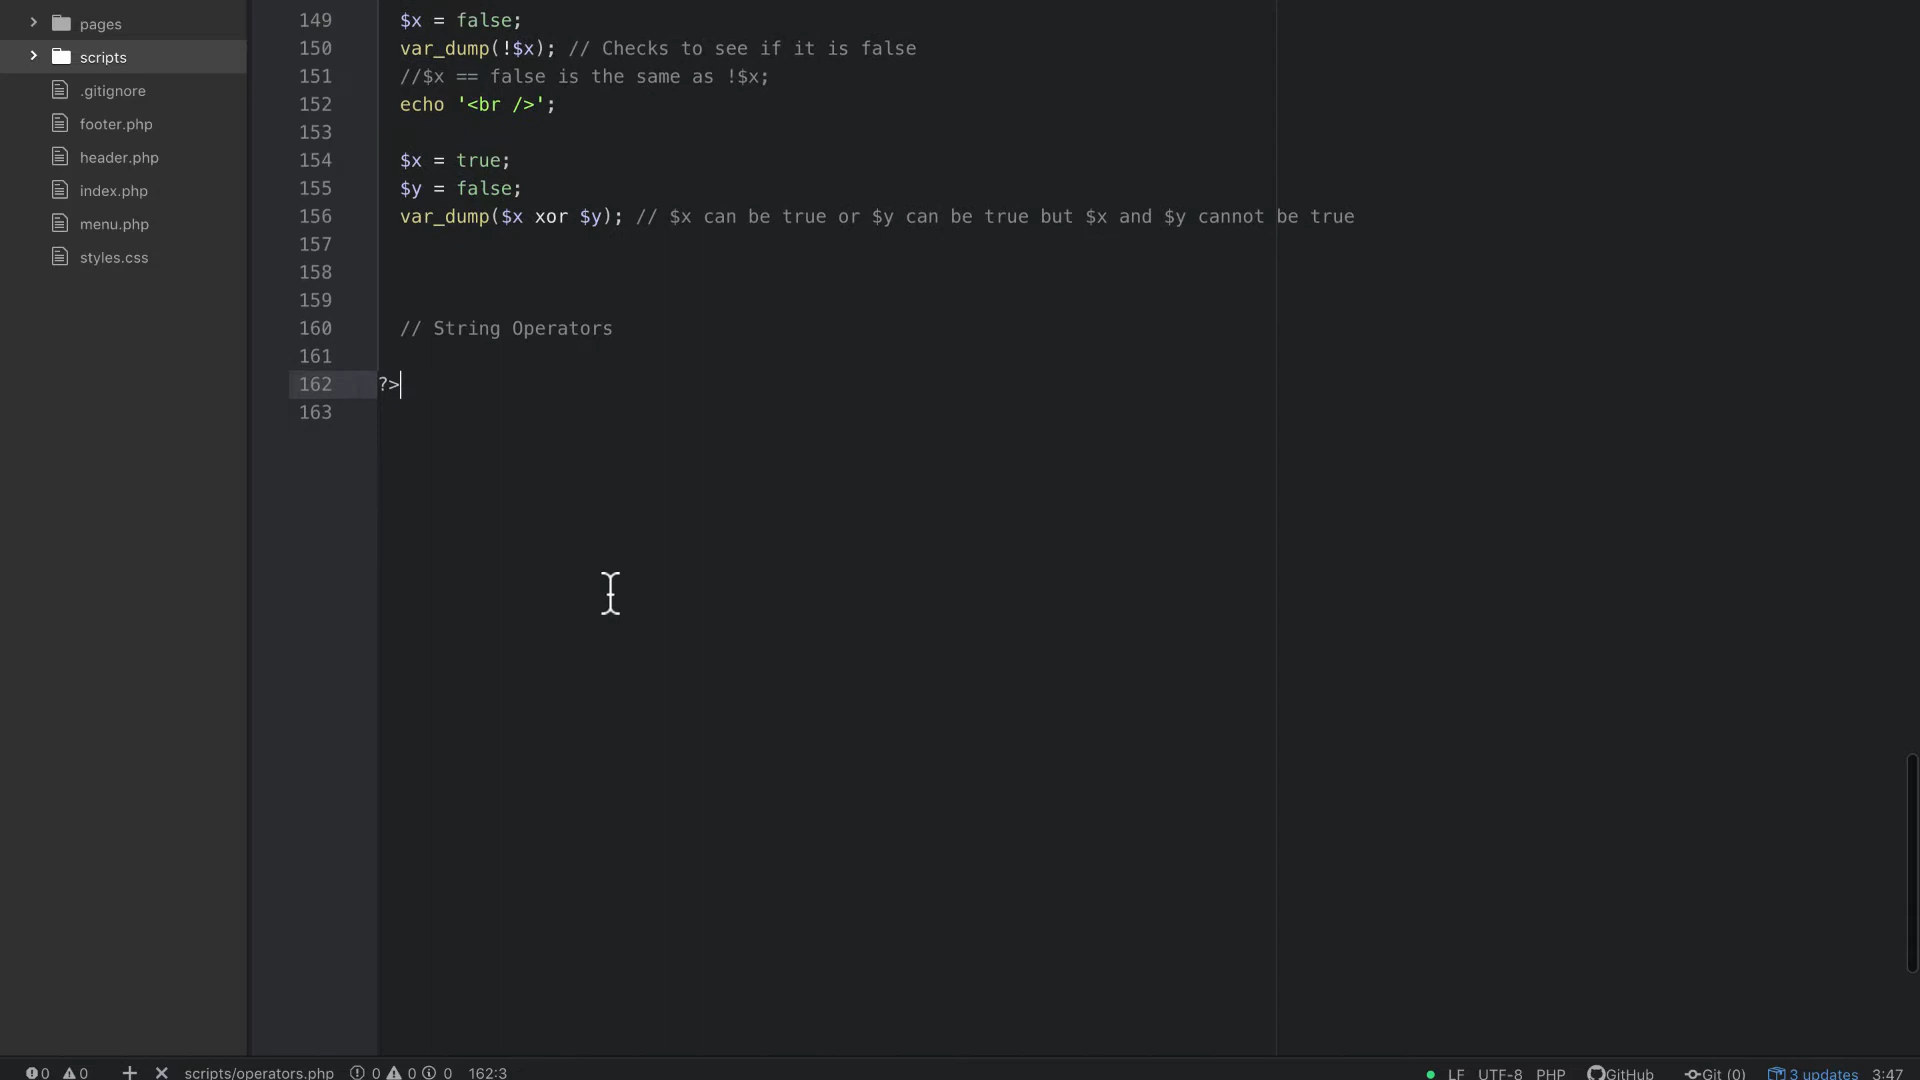 pages
scripts
.gitignore
footer.php
header.php
index.php
menu.php
styles.css
149 $x = false;
150 var_dump(!$x); // Checks to see if it is false
151 //$x == false is the same as !$x;
152 echo '<br />';
153
154 $x = true;
155 $y = false;
156 var_dump($x xor $y); // $x can be true or $y can be true but $x and $y cannot be true
157
158
159
160 // String Operators
161
162 ?>
163
0 0 + × scripts/operators.php 0 0 0 162:3 LF UTF-8 PHP GitHub Git (0) 3 updates 3:47